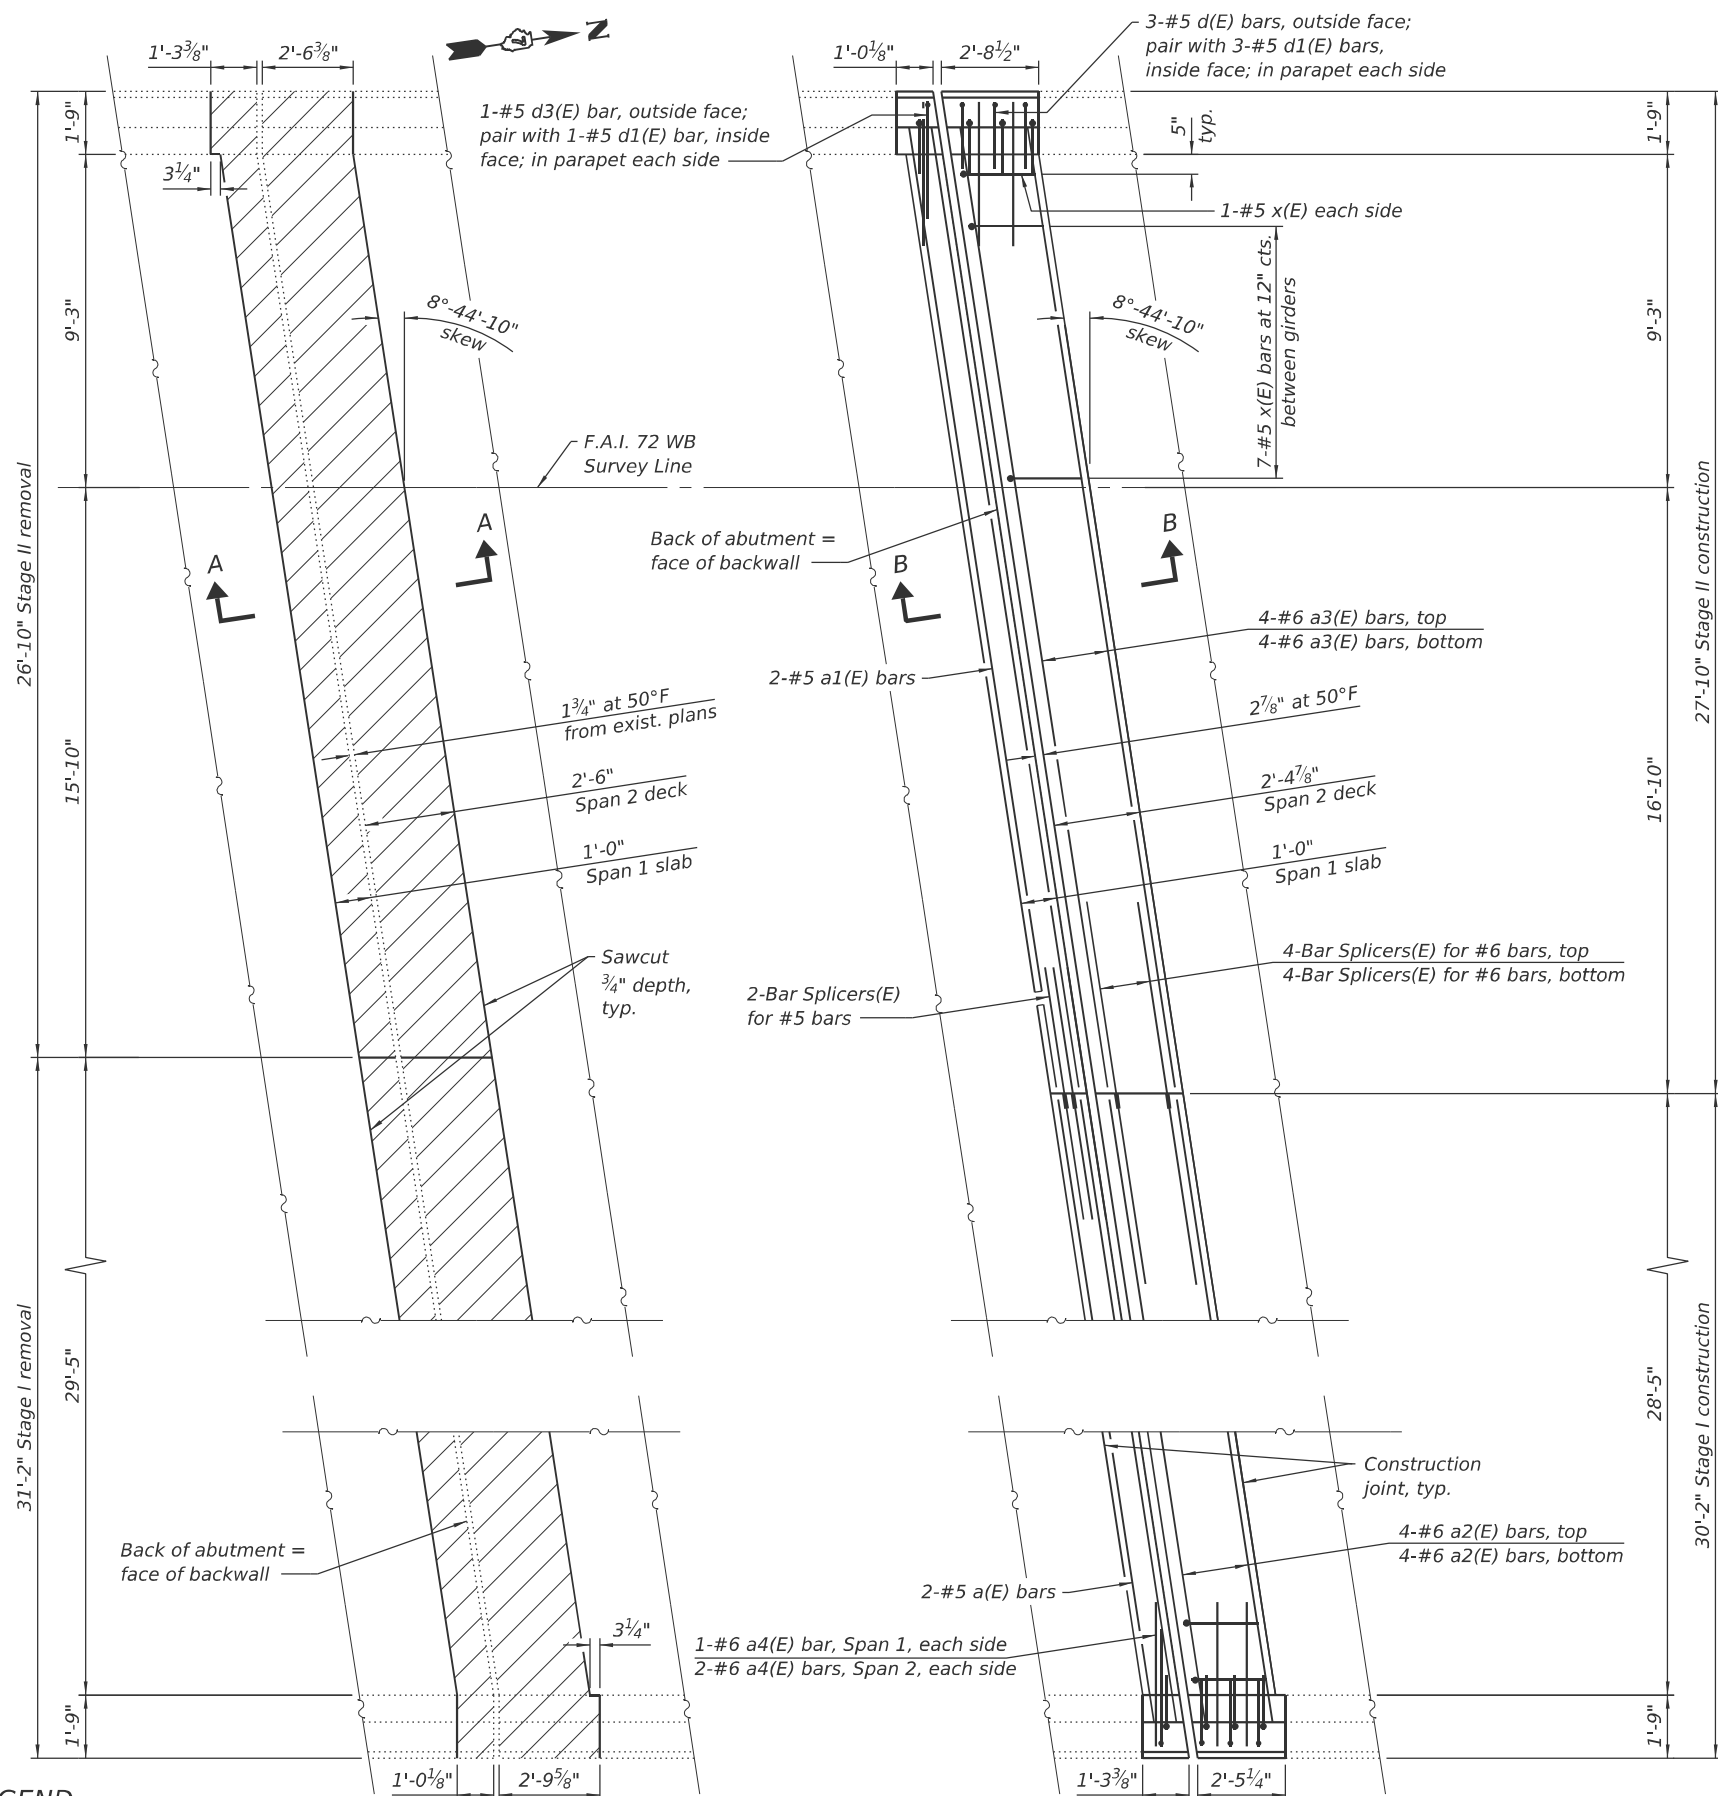 1'-3⅜"
2'-6⅜"
N
1'-9"
3¼"
9'-3"
8°-44'-10"
skew
F.A.I. 72 WB
Survey Line
A
A
26'-10" Stage II removal
15'-10"
1¾" at 50°F
from exist. plans
2'-6"
Span 2 deck
1'-0"
Span 1 slab
Sawcut
¾" depth,
typ.
31'-2" Stage I removal
29'-5"
Back of abutment =
face of backwall
3¼"
1'-9"
1'-0⅛"
2'-9⅝"
1'-0⅛"
2'-8½"
3-#5 d(E) bars, outside face;
pair with 3-#5 d1(E) bars,
inside face; in parapet each side
1-#5 d3(E) bar, outside face;
pair with 1-#5 d1(E) bar, inside
face; in parapet each side
5"
typ.
1'-9"
1-#5 x(E) each side
7-#5 x(E) bars at 12" cts.
between girders
9'-3"
8°-44'-10"
skew
Back of abutment =
face of backwall
B
B
27'-10" Stage II construction
4-#6 a3(E) bars, top
4-#6 a3(E) bars, bottom
2-#5 a1(E) bars
2⅞" at 50°F
2'-4⅞"
Span 2 deck
16'-10"
1'-0"
Span 1 slab
4-Bar Splicers(E) for #6 bars, top
4-Bar Splicers(E) for #6 bars, bottom
2-Bar Splicers(E)
for #5 bars
28'-5"
30'-2" Stage I construction
Construction
joint, typ.
4-#6 a2(E) bars, top
4-#6 a2(E) bars, bottom
2-#5 a(E) bars
1-#6 a4(E) bar, Span 1, each side
2-#6 a4(E) bars, Span 2, each side
1'-9"
1'-3⅜"
2'-5¼"